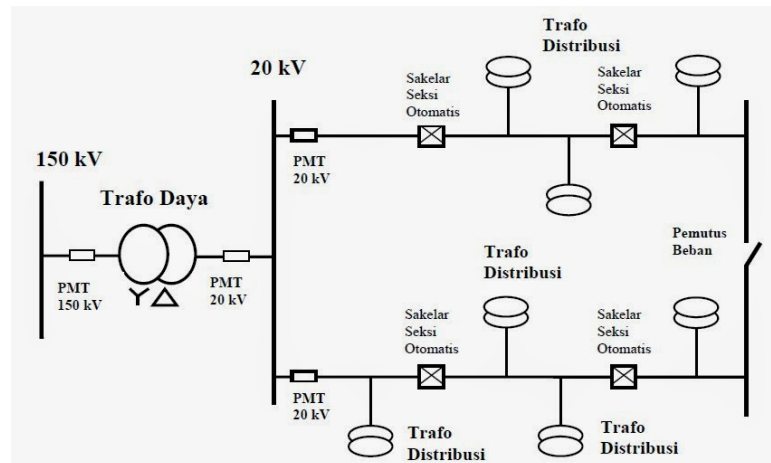 Trafo
Distribusi
20 kV
Sakelar
Seksi
Otomatis
Sakelar
Seksi
Otomatis
150 kV
PMT
20 kV
Trafo Daya
PMT
150 kV
PMT
20 kV
Pemutus
Beban
Trafo
Distribusi
Sakelar
Seksi
Otomatis
Sakelar
Seksi
Otomatis
PMT
20 kV
Trafo
Distribusi
Trafo
Distribusi